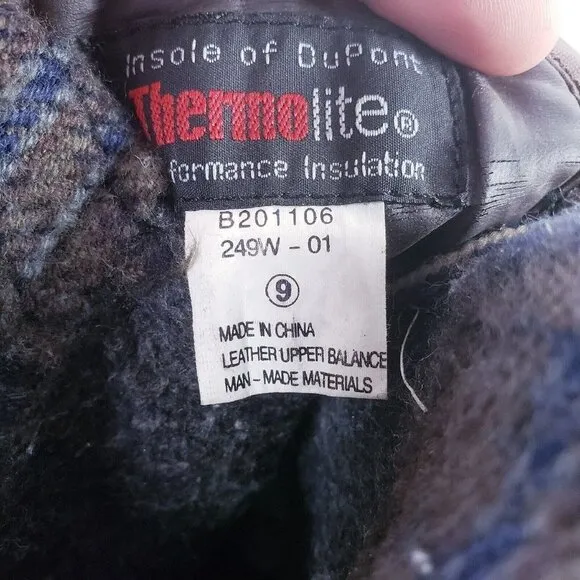 Insole of DuPont
Thermolite®
formance Insulation
B201106
249W - 01
9
MADE IN CHINA
LEATHER UPPER BALANCE
MAN - MADE MATERIALS